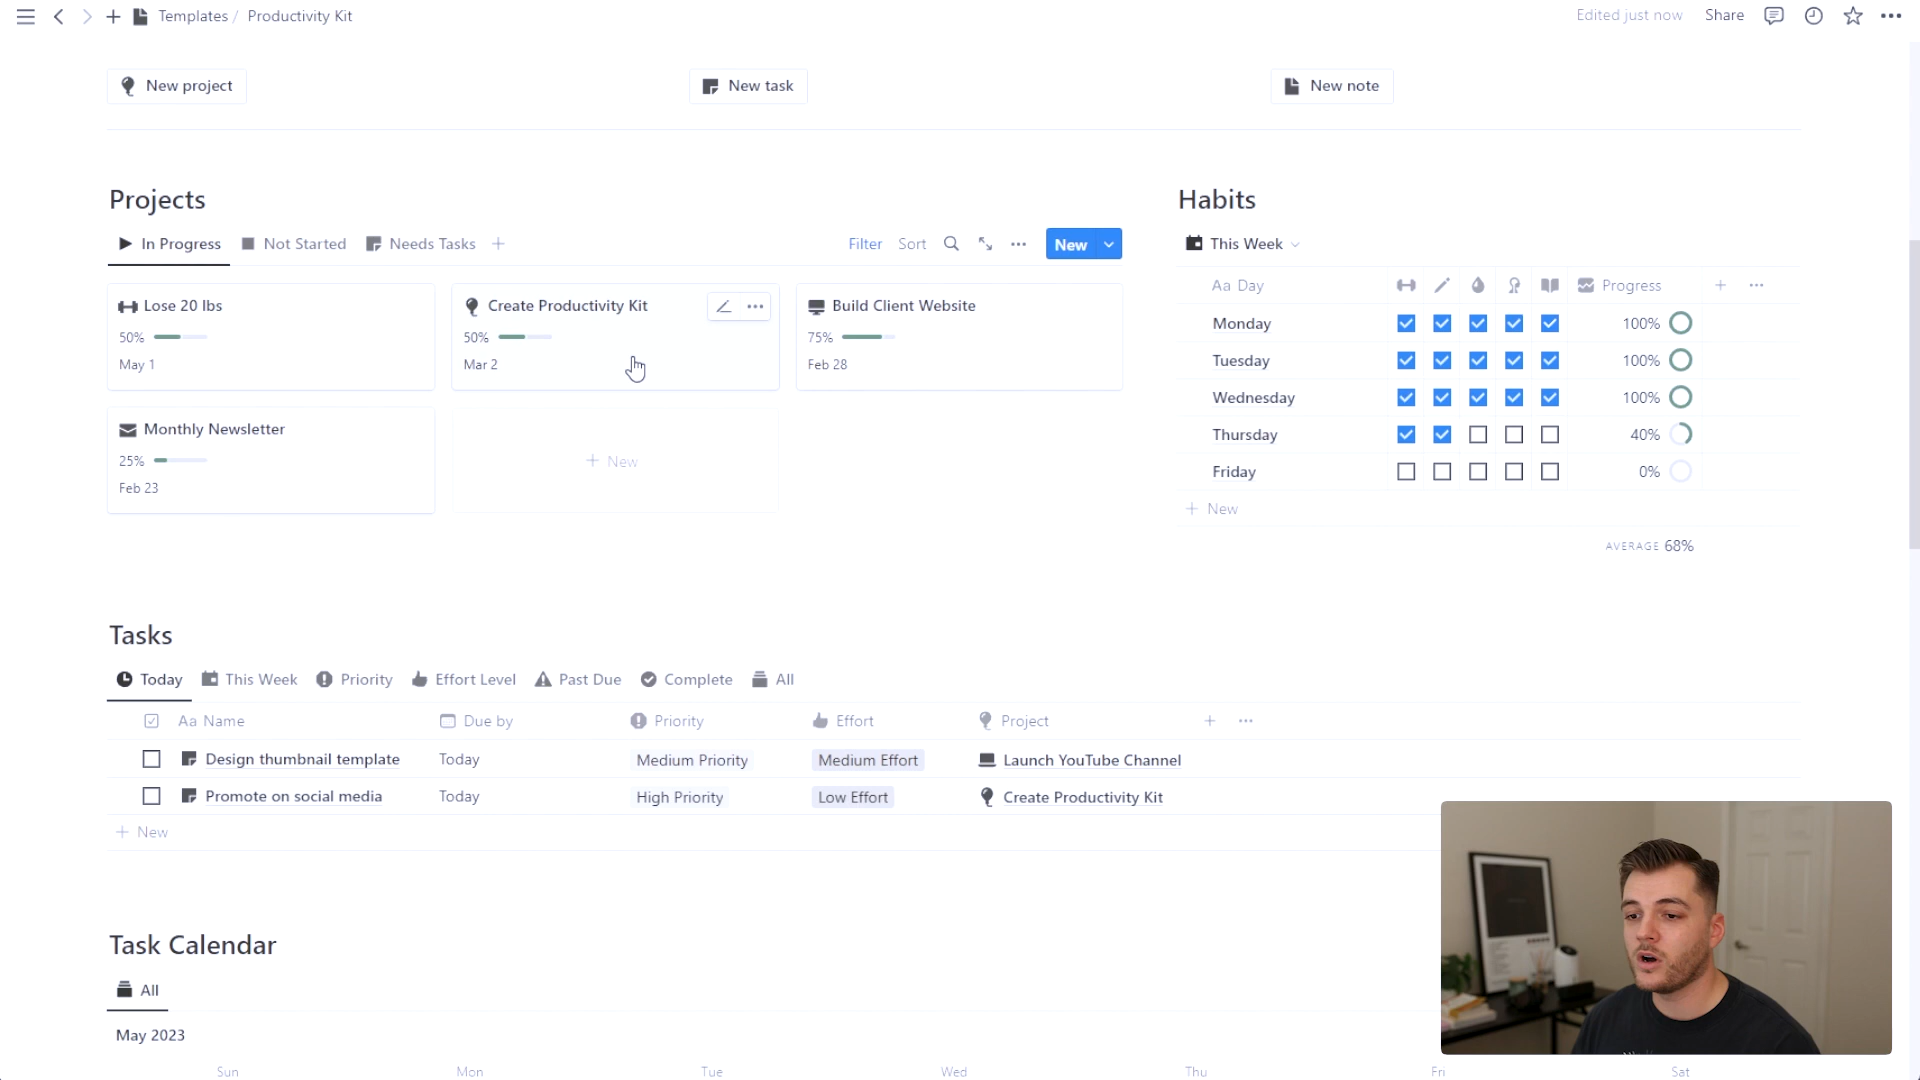 Templates / Productivity Kit
Edited just now Share
New project New task New note
Projects
In Progress Not Started Needs Tasks
Filter Sort New
Lose 20 lbs
50%
May 1
Create Productivity Kit
50%
Mar 2
Build Client Website
75%
Feb 28
Monthly Newsletter
25%
Feb 23
+ New
Habits
This Week
Aa Day Progress
Monday 100%
Tuesday 100%
Wednesday 100%
Thursday 40%
Friday 0%
+ New
AVERAGE 68%
Tasks
Today This Week Priority Effort Level Past Due Complete All
Aa Name Due by Priority Effort Project
Design thumbnail template Today Medium Priority Medium Effort Launch YouTube Channel
Promote on social media Today High Priority Low Effort Create Productivity Kit
+ New
Task Calendar
All
May 2023
Sun Mon Tue Wed Thu Fri Sat